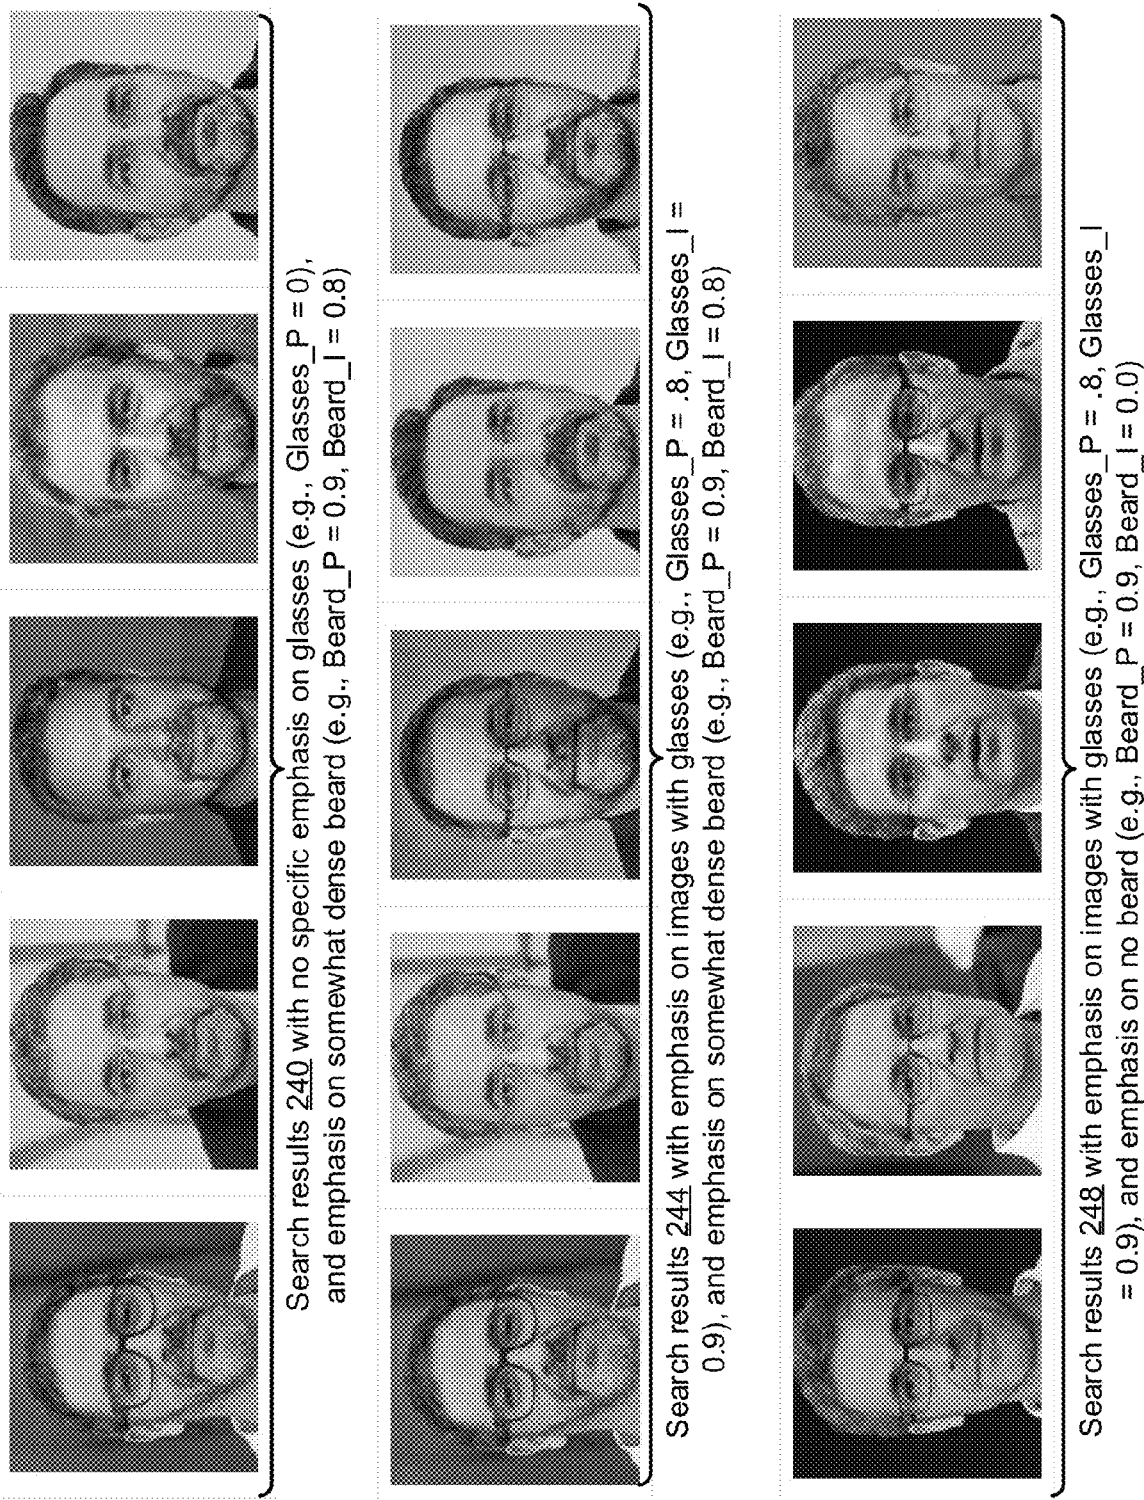 Search results 240 with no specific emphasis on glasses (e.g., Glasses_P = 0),
and emphasis on somewhat dense beard (e.g., Beard_P = 0.9, Beard_I = 0.8)
Search results 244 with emphasis on images with glasses (e.g., Glasses_P = .8, Glasses_I =
0.9), and emphasis on somewhat dense beard (e.g., Beard_P = 0.9, Beard_I = 0.8)
Search results 248 with emphasis on images with glasses (e.g., Glasses_P = .8, Glasses_I
= 0.9), and emphasis on no beard (e.g., Beard_P = 0.9, Beard_I = 0.0)